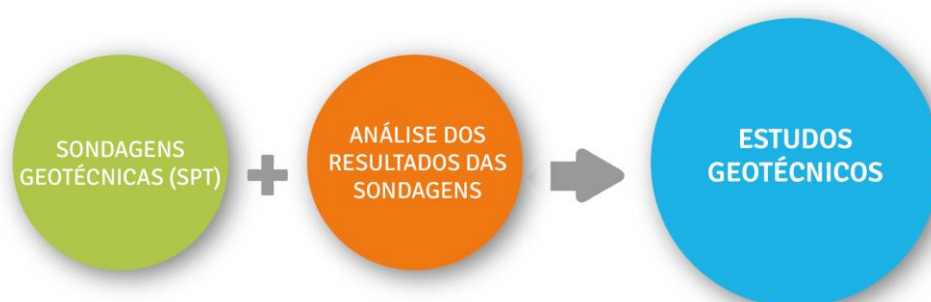 SONDAGENS
GEOTÉCNICAS (SPT)
ANÁLISE DOS
RESULTADOS DAS
SONDAGENS
ESTUDOS
GEOTÉCNICOS